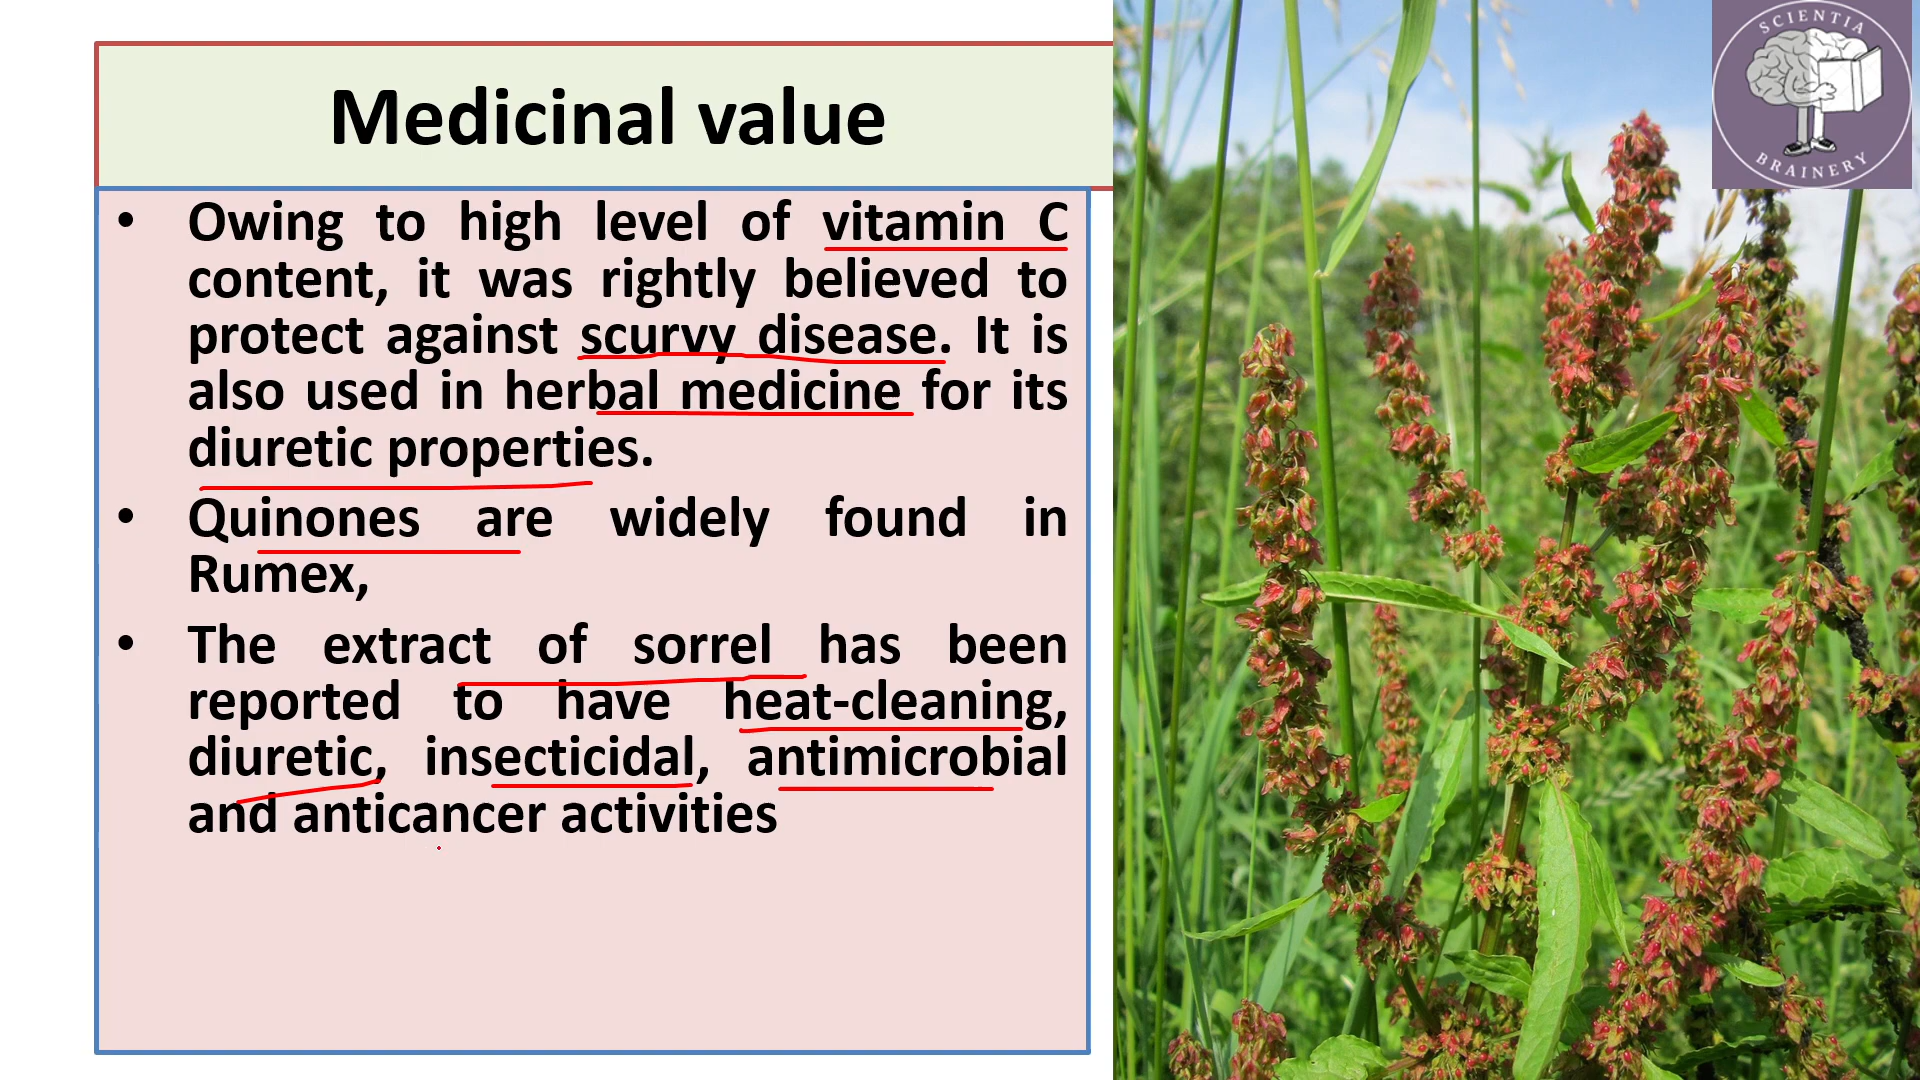 SCIENTIA
BRAINERY
Medicinal value
• Owing to high level of vitamin C
content, it was rightly believed to
protect against scurvy disease. It is
also used in herbal medicine for its
diuretic properties.
• Quinones are widely found in
Rumex,
• The extract of sorrel has been
reported to have heat-cleaning,
diuretic, insecticidal, antimicrobial
and anticancer activities